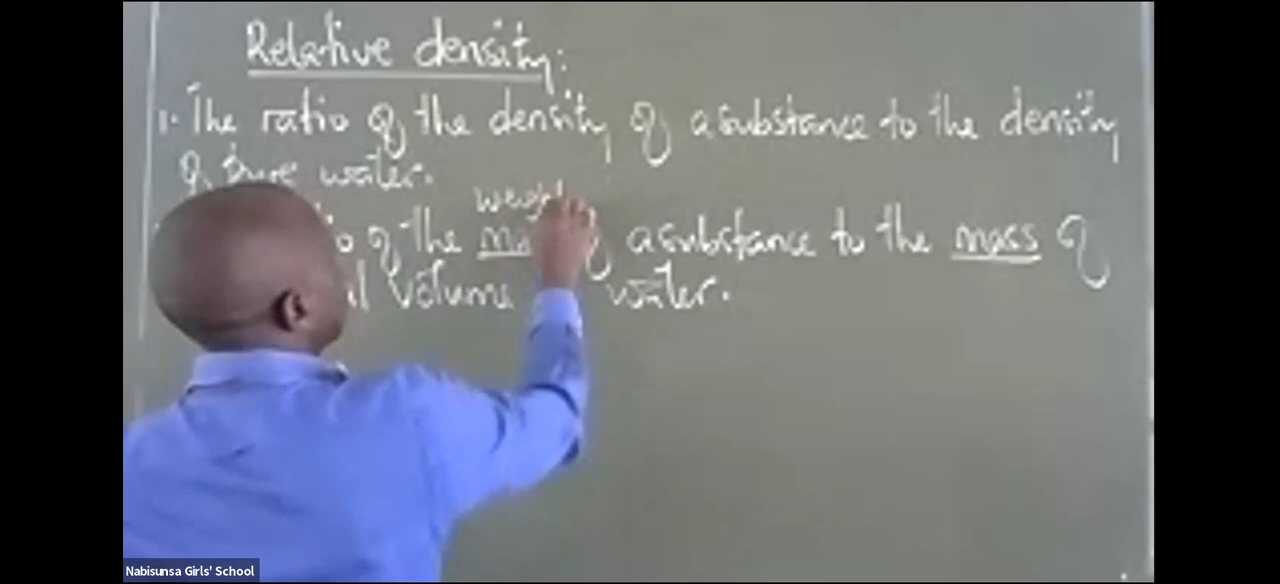 Relative density:
1. The ratio of the density of a substance to the density
of pure water.
weight
of the mass of a substance to the mass of
volume water.
Nabisunsa Girls' School